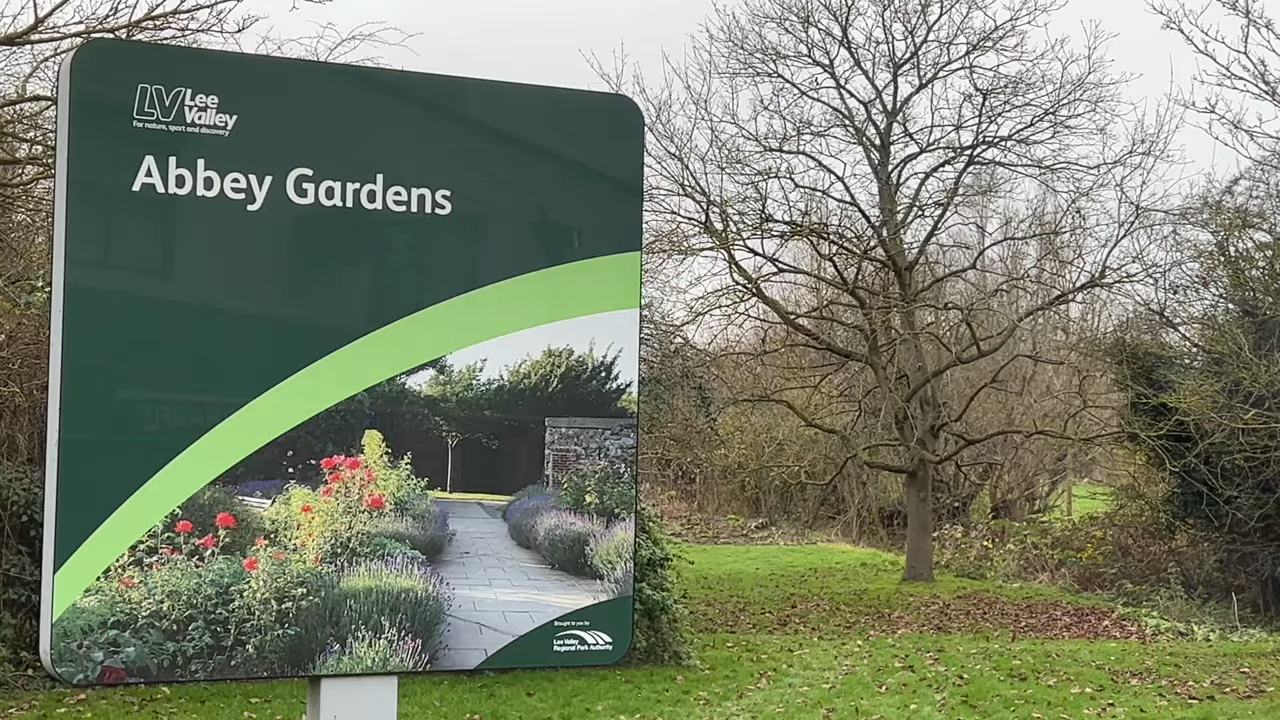 LV Lee
Valley
For nature, sport and discovery
Abbey Gardens
Brought to you by
Lee Valley
Regional Park Authority